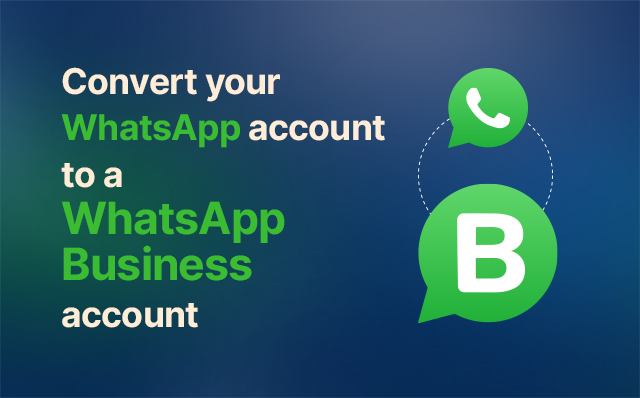 Convert your
WhatsApp account
to a
WhatsApp
Business
account
B